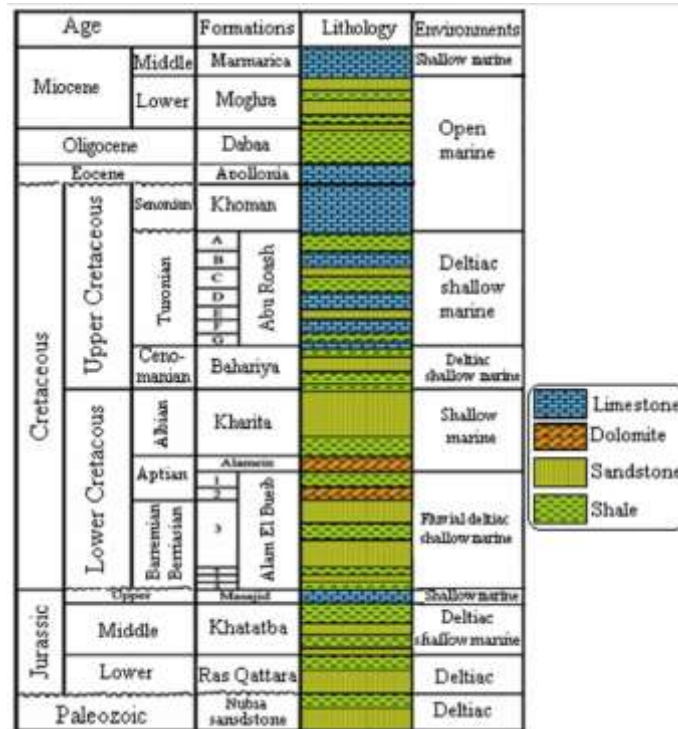 Age Formations Lithology Environments
Miocene
Middle
Marmarica
Shallow marine
Lower
Moghra
Open
marine
Oligocene
Dabaa
Eocene
Apollonia
Cretaceous
Upper Cretaceous
Senonian
Khoman
Turonian
A
B
C
D
E
F
G
Abu Roash
Deltiac
shallow
marine
Ceno-
manian
Bahariya
Deltiac
shallow marine
Lower Cretacous
Albian
Kharita
Shallow
marine
Aptian
Alamein
1
2
3
Alam El Bueib
Barremian
Berriasian
Fluvial deltiac
shallow marine
Jurassic
Upper
Masajid
Shallow marine
Middle
Khatatba
Deltiac
shallow marine
Lower
Ras Qattara
Deltiac
Paleozoic
Nubia
sansdstone
Deltiac
Limestone
Dolomite
Sandstone
Shale